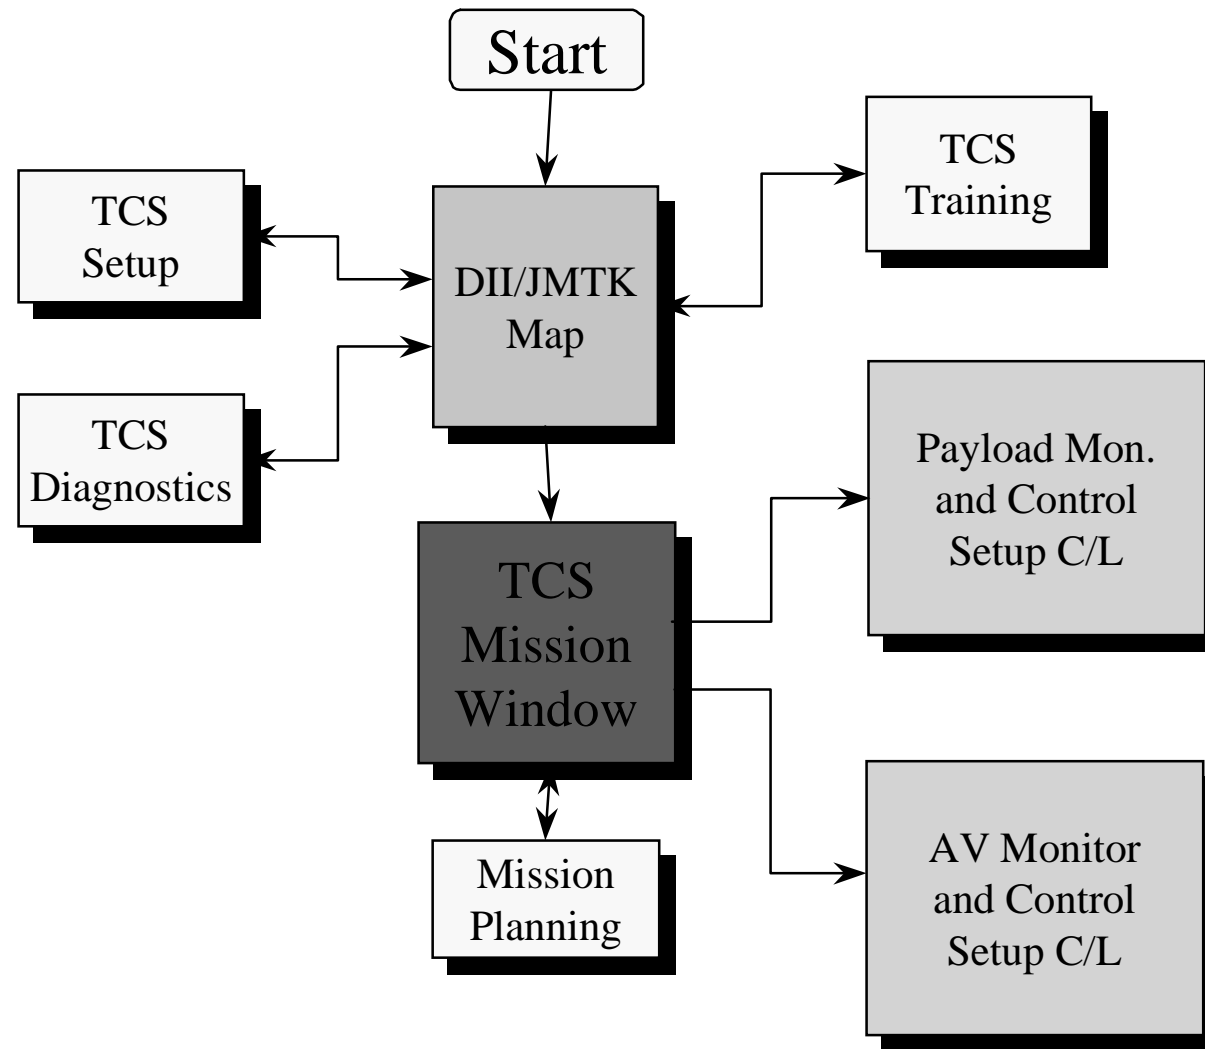 Start
TCS
Training
TCS
Setup
DII/JMTK
Map
TCS
Diagnostics
Payload Mon.
and Control
Setup C/L
TCS
Mission
Window
AV Monitor
and Control
Setup C/L
Mission
Planning